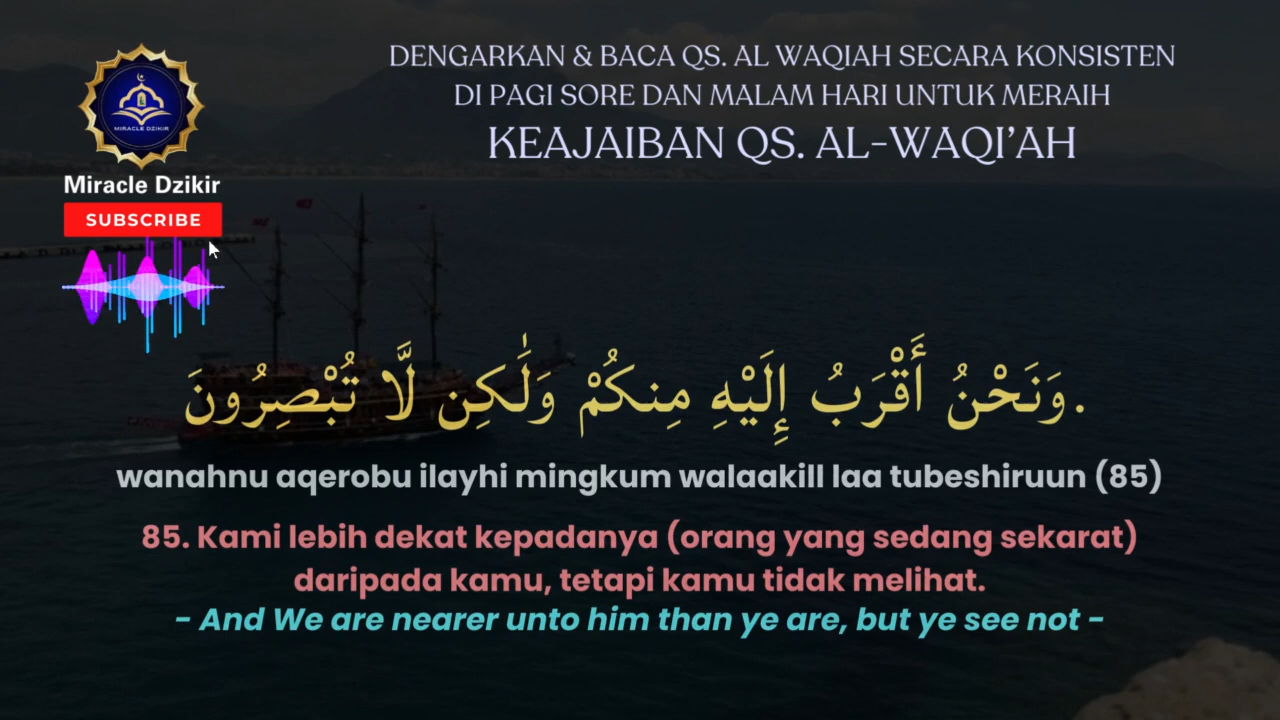 DENGARKAN & BACA QS. AL WAQIAH SECARA KONSISTEN
DI PAGI SORE DAN MALAM HARI UNTUK MERAIH
KEAJAIBAN QS. AL-WAQI'AH
MIRACLE DZIKIR
Miracle Dzikir
SUBSCRIBE
وَنَحْنُ أَقْرَبُ إِلَيْهِ مِنكُمْ وَلَٰكِن لَّا تُبْصِرُونَ.
wanahnu aqerobu ilayhi mingkum walaakill laa tubeshiruun (85)
85. Kami lebih dekat kepadanya (orang yang sedang sekarat)
daripada kamu, tetapi kamu tidak melihat.
- And We are nearer unto him than ye are, but ye see not -